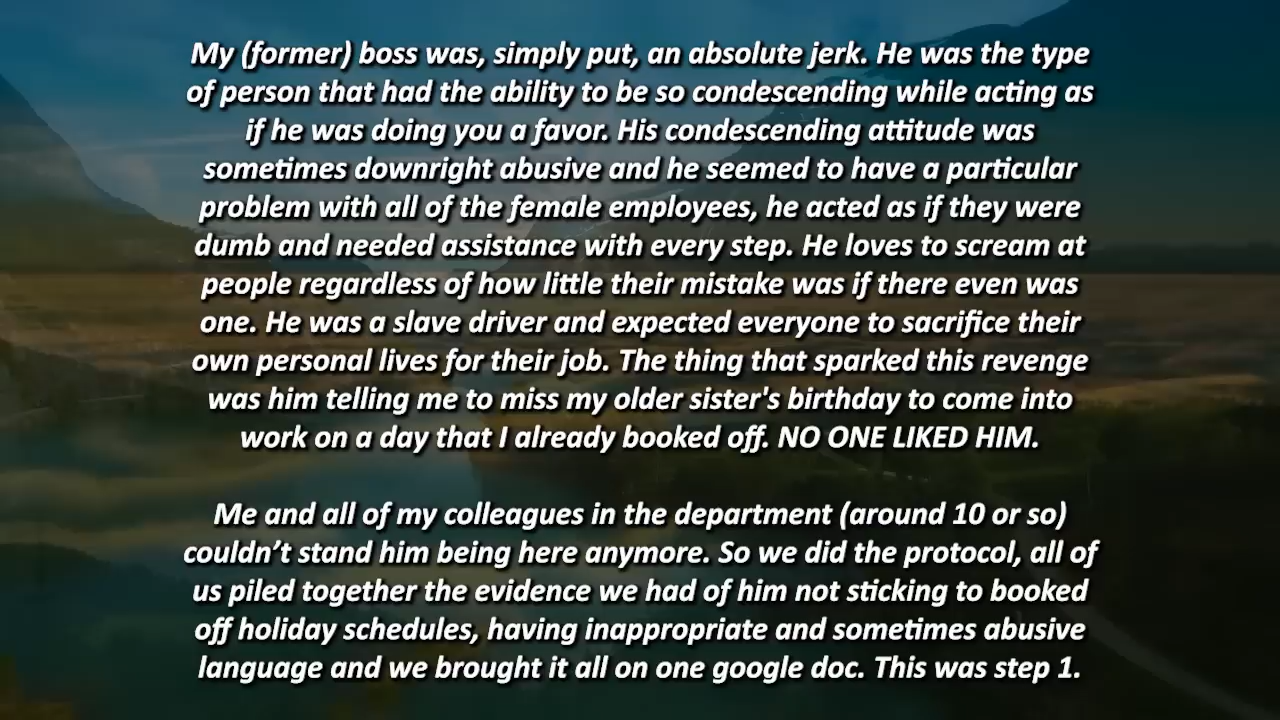 My (former) boss was, simply put, an absolute jerk. He was the type
of person that had the ability to be so condescending while acting as
if he was doing you a favor. His condescending attitude was
sometimes downright abusive and he seemed to have a particular
problem with all of the female employees, he acted as if they were
dumb and needed assistance with every step. He loves to scream at
people regardless of how little their mistake was if there even was
one. He was a slave driver and expected everyone to sacrifice their
own personal lives for their job. The thing that sparked this revenge
was him telling me to miss my older sister's birthday to come into
work on a day that I already booked off. NO ONE LIKED HIM.
Me and all of my colleagues in the department (around 10 or so)
couldn’t stand him being here anymore. So we did the protocol, all of
us piled together the evidence we had of him not sticking to booked
off holiday schedules, having inappropriate and sometimes abusive
language and we brought it all on one google doc. This was step 1.